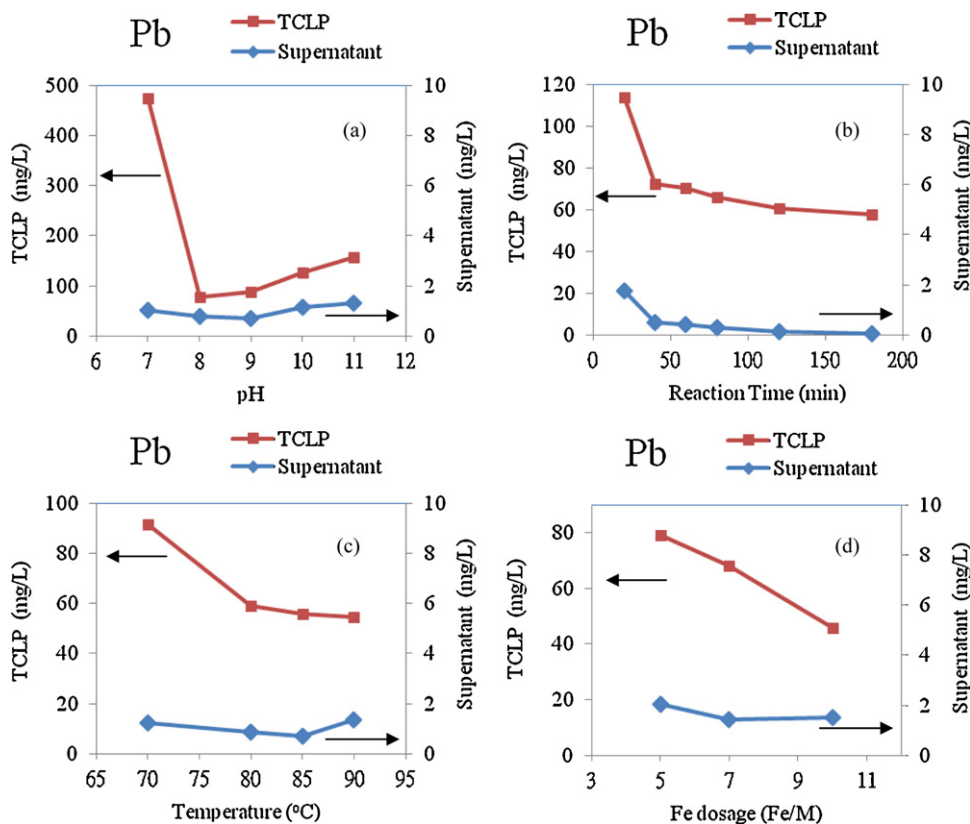 Pb
TCLP
Supernatant
(a)
TCLP (mg/L)
500
400
300
200
100
0
Supernatant (mg/L)
10
8
6
4
2
0
6 7 8 9 10 11 12
pH
Pb
TCLP
Supernatant
(b)
TCLP (mg/L)
120
100
80
60
40
20
0
Supernatant (mg/L)
10
8
6
4
2
0
0 50 100 150 200
Reaction Time (min)
Pb
TCLP
Supernatant
(c)
TCLP (mg/L)
100
80
60
40
20
0
Supernatant (mg/L)
10
8
6
4
2
0
65 70 75 80 85 90 95
Temperature (ºC)
Pb
TCLP
Supernatant
(d)
TCLP (mg/L)
80
60
40
20
0
Supernatant (mg/L)
10
8
6
4
2
0
3 5 7 9 11
Fe dosage (Fe/M)